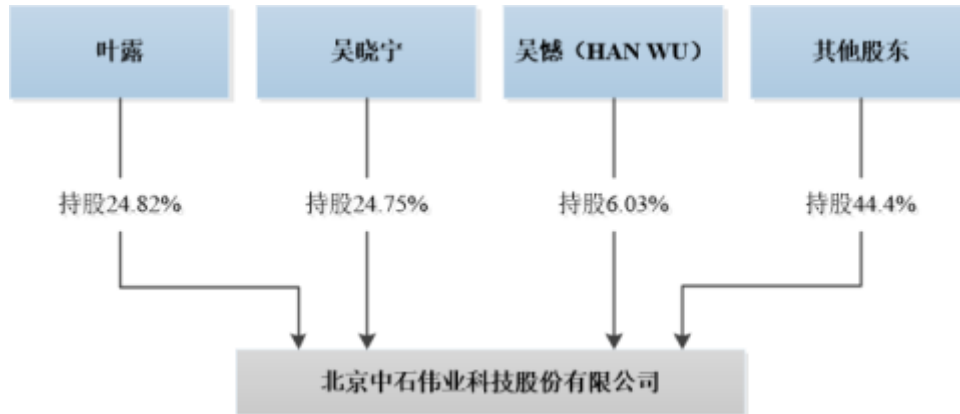 叶露
吴晓宁
吴憾（HAN WU）
其他股东
持股24.82%
持股24.75%
持股6.03%
持股44.4%
北京中石伟业科技股份有限公司